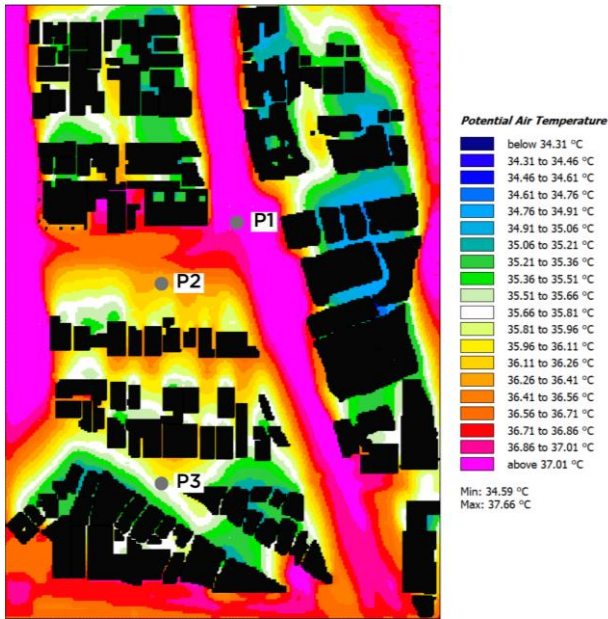 P1
P2
P3
Potential Air Temperature
below 34.31 °C
34.31 to 34.46 °C
34.46 to 34.61 °C
34.61 to 34.76 °C
34.76 to 34.91 °C
34.91 to 35.06 °C
35.06 to 35.21 °C
35.21 to 35.36 °C
35.36 to 35.51 °C
35.51 to 35.66 °C
35.66 to 35.81 °C
35.81 to 35.96 °C
35.96 to 36.11 °C
36.11 to 36.26 °C
36.26 to 36.41 °C
36.41 to 36.56 °C
36.56 to 36.71 °C
36.71 to 36.86 °C
36.86 to 37.01 °C
above 37.01 °C
Min: 34.59 °C
Max: 37.66 °C